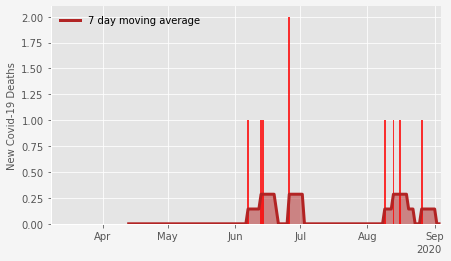 7 day moving average
New Covid-19 Deaths
2.00
1.75
1.50
1.25
1.00
0.75
0.50
0.25
0.00
Apr
May
Jun
Jul
Aug
Sep
2020